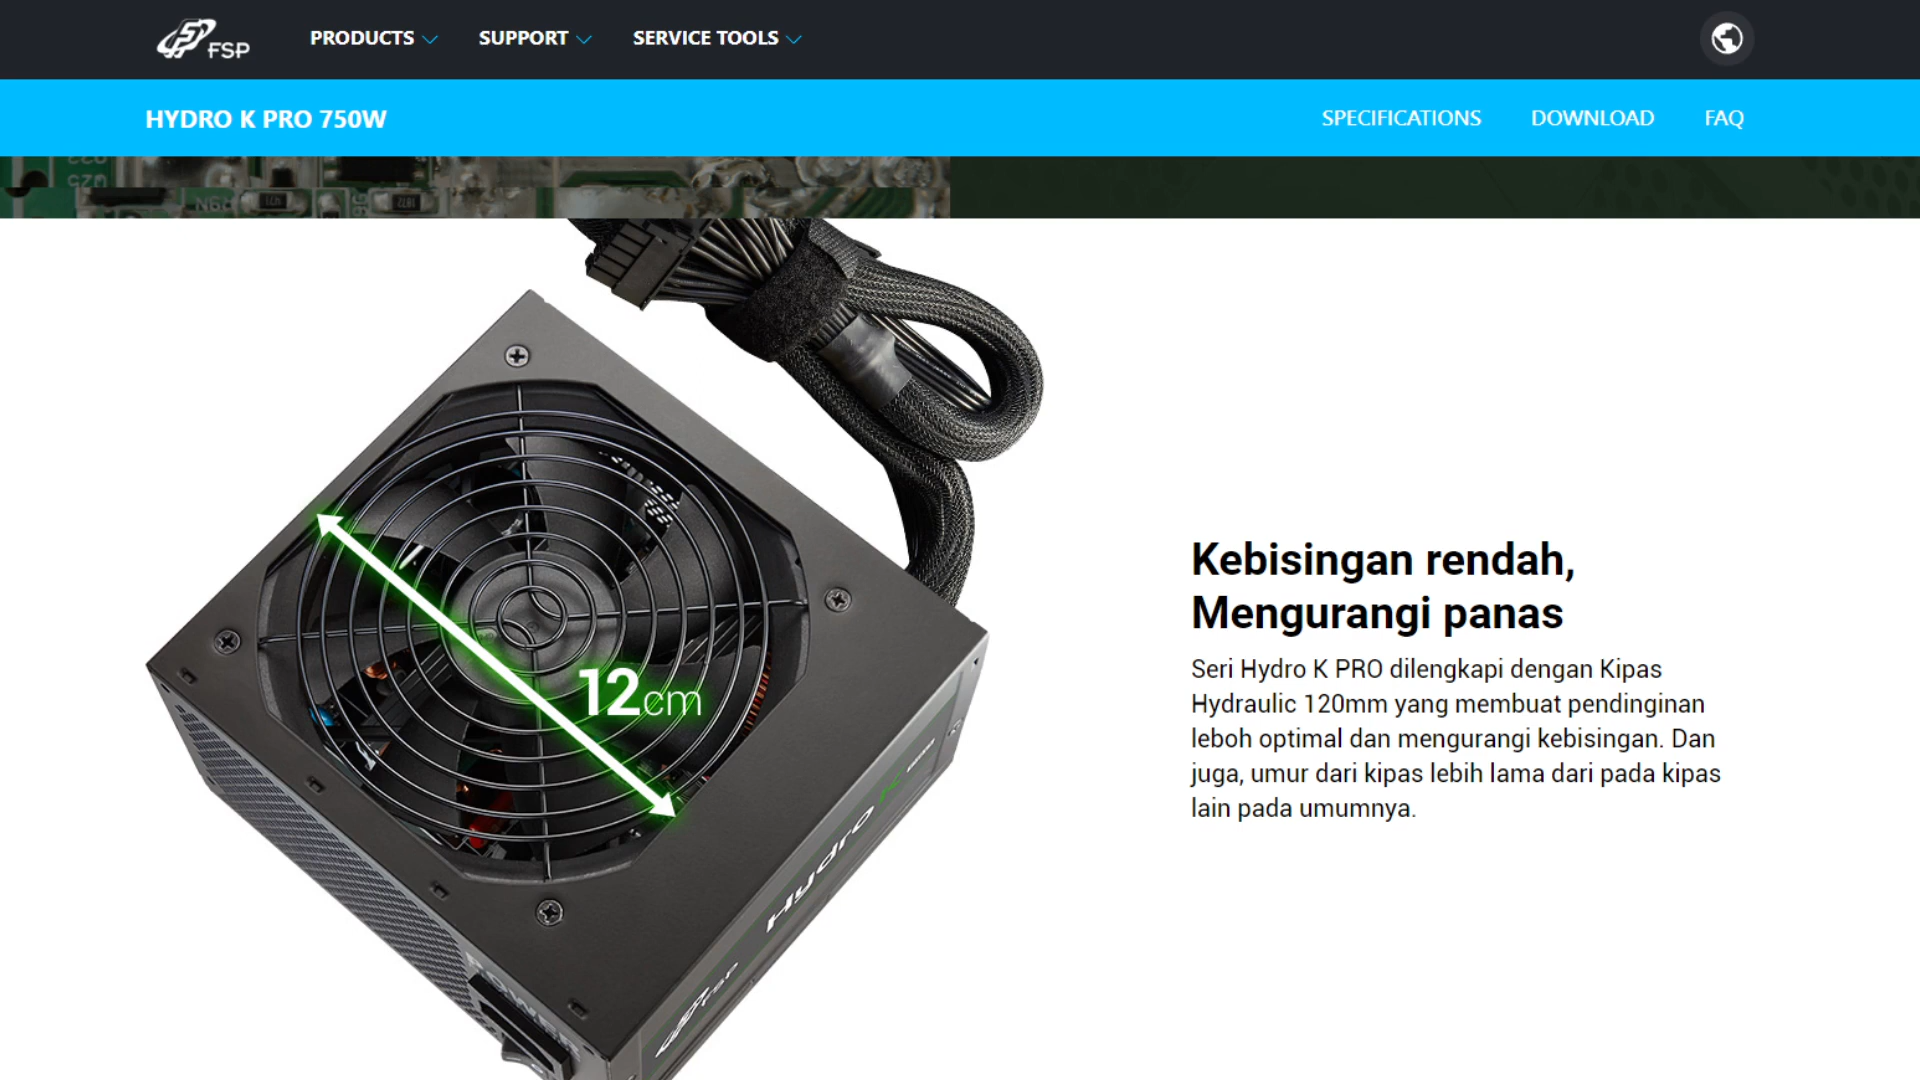 FSP
PRODUCTS
SUPPORT
SERVICE TOOLS
HYDRO K PRO 750W
SPECIFICATIONS
DOWNLOAD
FAQ
12cm
Kebisingan rendah,
Mengurangi panas
Seri Hydro K PRO dilengkapi dengan Kipas
Hydraulic 120mm yang membuat pendinginan
leboh optimal dan mengurangi kebisingan. Dan
juga, umur dari kipas lebih lama dari pada kipas
lain pada umumnya.
Hydro K
FSP
POWER